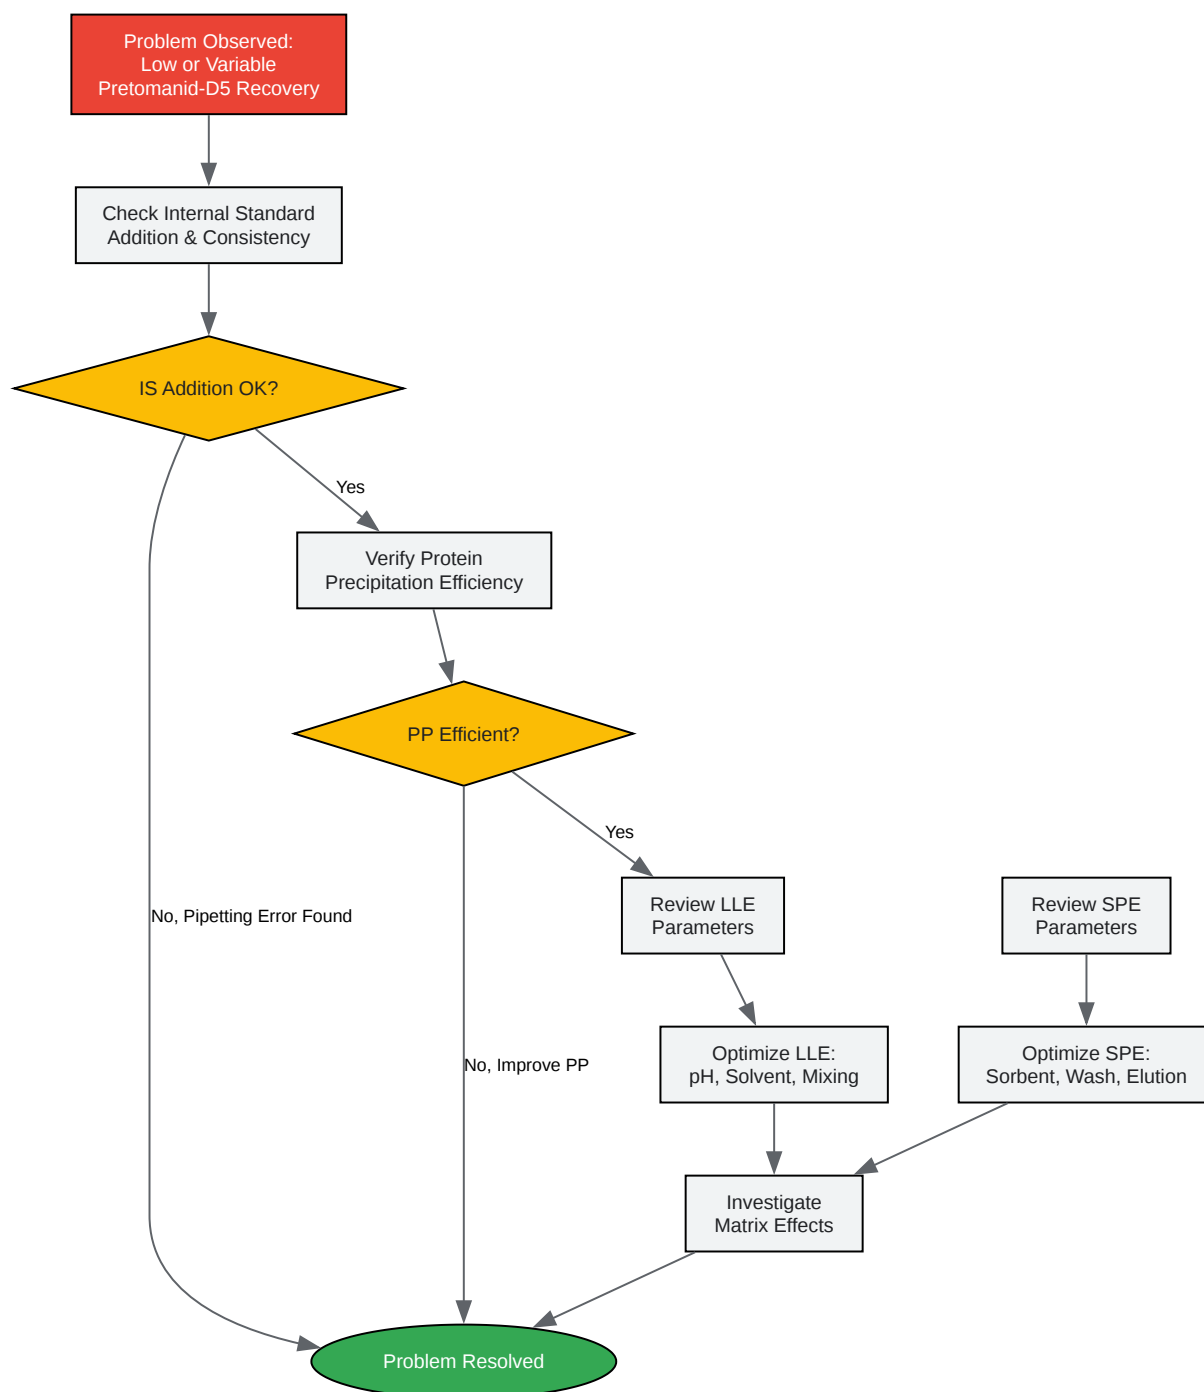 Problem Observed:
Low or Variable
Pretomanid-D5 Recovery
Check Internal Standard
Addition & Consistency
IS Addition OK?
Yes
Verify Protein
Precipitation Efficiency
PP Efficient?
Yes
Review LLE
Parameters
Review SPE
Parameters
No, Pipetting Error Found
Optimize LLE:
pH, Solvent, Mixing
Optimize SPE:
Sorbent, Wash, Elution
No, Improve PP
Investigate
Matrix Effects
Problem Resolved